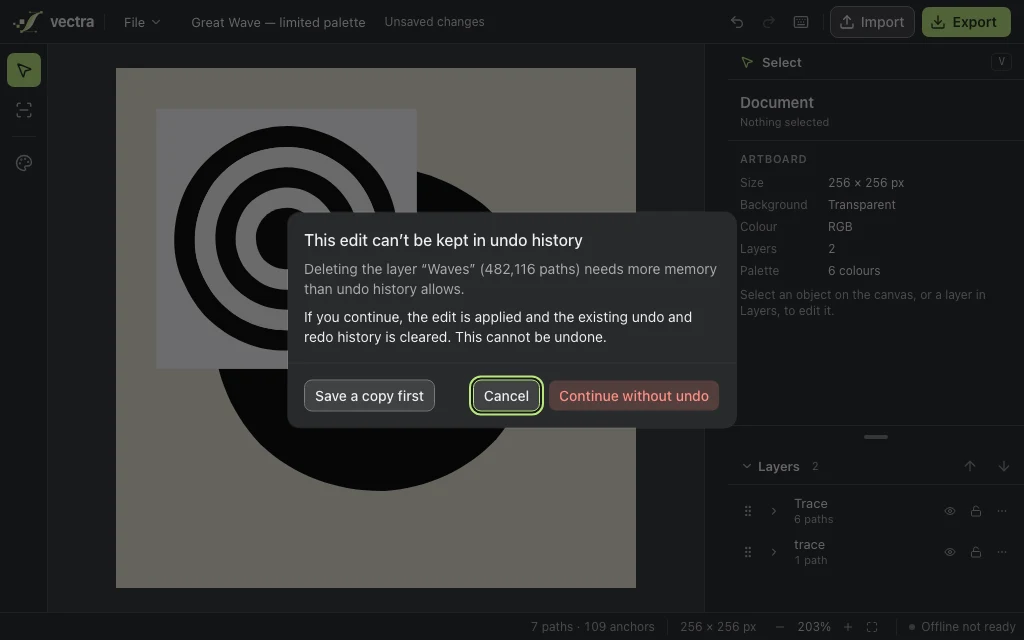 vectra
File
Great Wave — limited palette
Unsaved changes
Import
Export
Select
V
Document
Nothing selected
ARTBOARD
Size 256 × 256 px
Background Transparent
Colour RGB
Layers 2
Palette 6 colours
Select an object on the canvas, or a layer in
Layers, to edit it.
This edit can’t be kept in undo history
Deleting the layer “Waves” (482,116 paths) needs more memory
than undo history allows.
If you continue, the edit is applied and the existing undo and
redo history is cleared. This cannot be undone.
Save a copy first
Cancel
Continue without undo
Layers 2
Trace
6 paths
trace
1 path
7 paths · 109 anchors
256 × 256 px
203%
Offline not ready